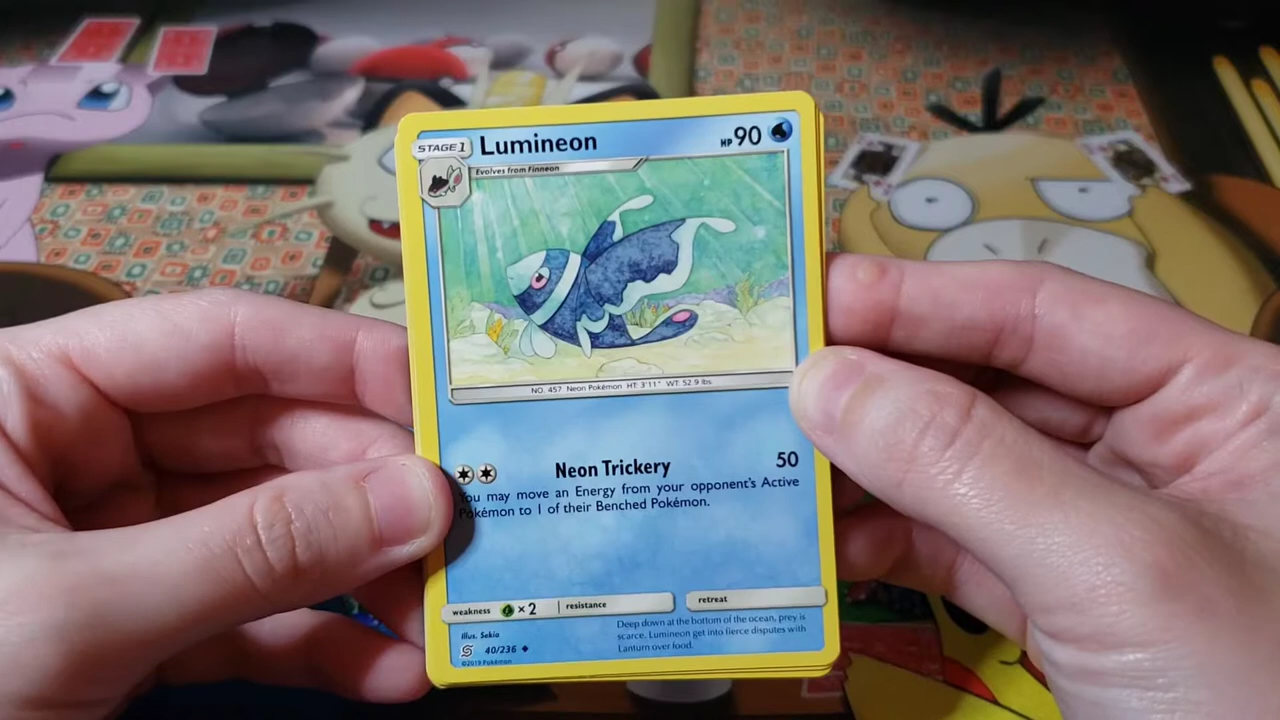 STAGE 1 Lumineon HP 90
Evolves from Finneon
NO. 457 Neon Pokémon HT: 3'11" WT: 52.9 lbs.
Neon Trickery 50
You may move an Energy from your opponent's Active
Pokémon to 1 of their Benched Pokémon.
weakness ×2 resistance retreat
Deep down at the bottom of the ocean, prey is
scarce. Lumineon get into fierce disputes with
Lanturn over food.
Illus. Sekio
40/236
©2019 Pokémon